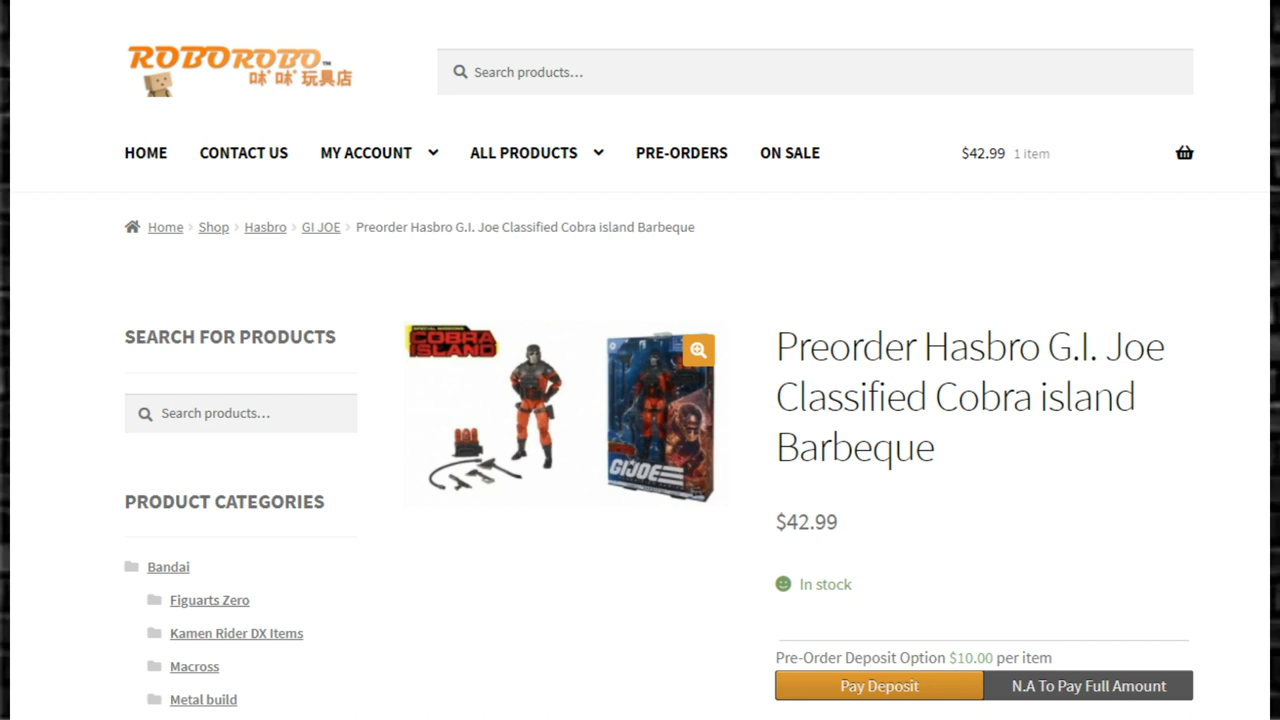 ROBOROBO™
咘咘玩具店
Search products…
HOME CONTACT US MY ACCOUNT ALL PRODUCTS PRE-ORDERS ON SALE $42.99 1 item
Home Shop Hasbro GI JOE Preorder Hasbro G.I. Joe Classified Cobra island Barbeque
SEARCH FOR PRODUCTS
Search products…
PRODUCT CATEGORIES
Bandai
Figuarts Zero
Kamen Rider DX Items
Macross
Metal build
COBRA
ISLAND
GI JOE
Preorder Hasbro G.I. Joe
Classified Cobra island
Barbeque
$42.99
In stock
Pre-Order Deposit Option $10.00 per item
Pay Deposit N.A To Pay Full Amount